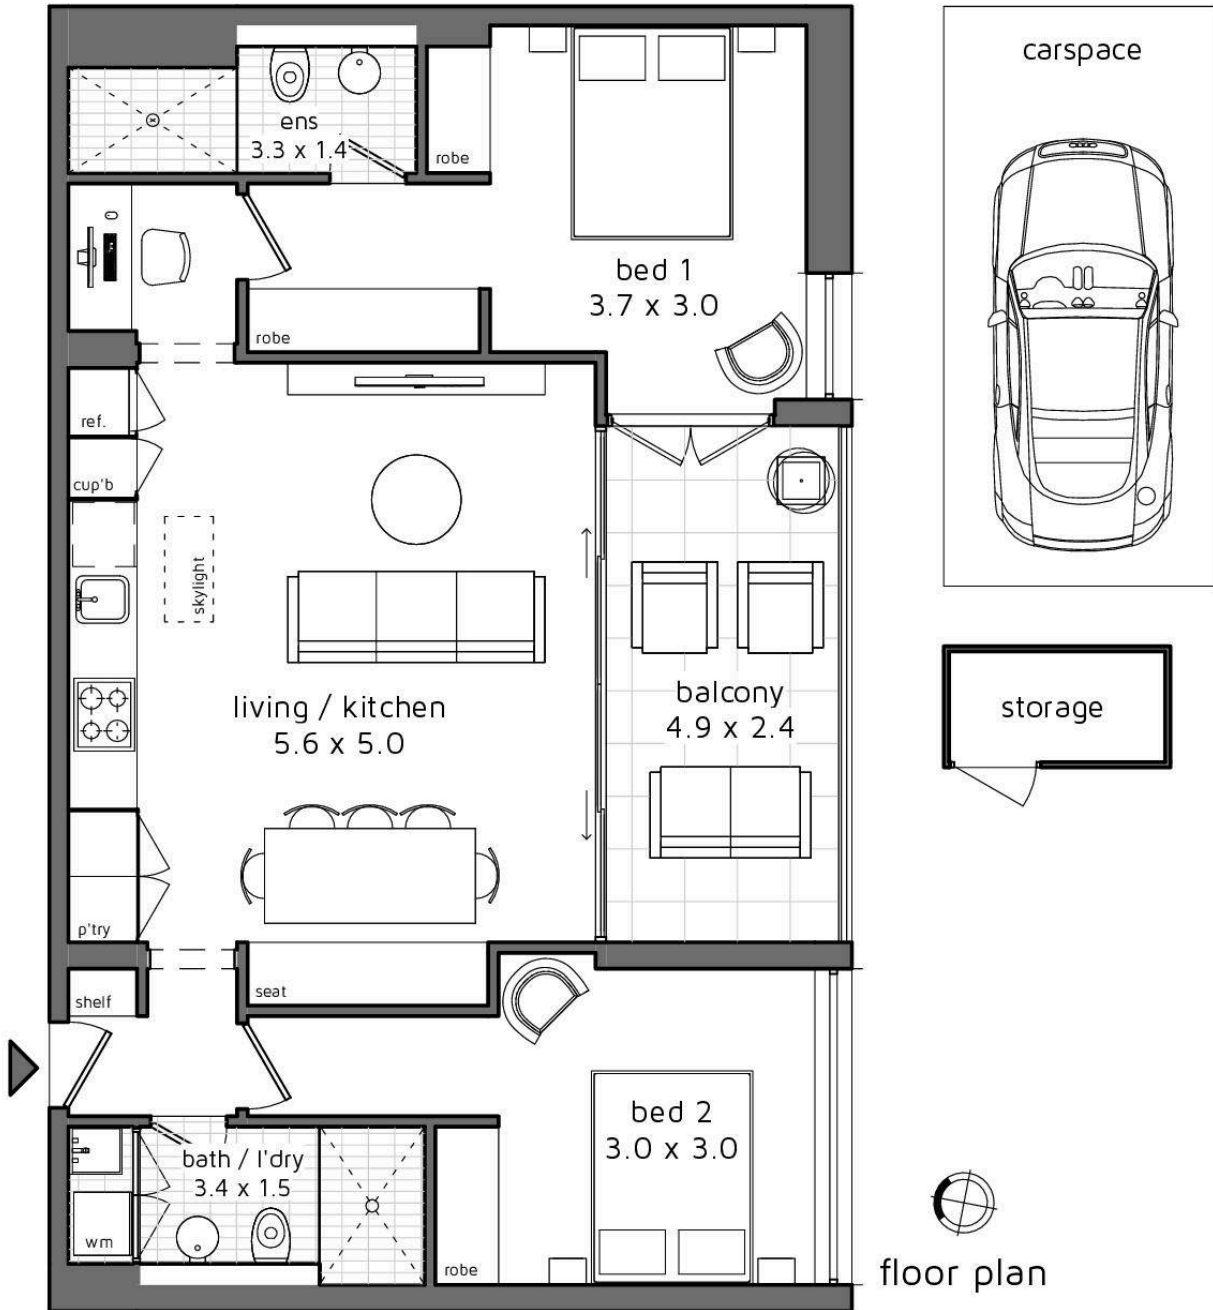 carspace
ens
3.3 x 1.4
robe
bed 1
3.7 x 3.0
robe
ref.
cup'b
skylight
living / kitchen
5.6 x 5.0
balcony
4.9 x 2.4
storage
p'try
shelf
seat
bed 2
3.0 x 3.0
bath / l'dry
3.4 x 1.5
wm
robe
floor plan